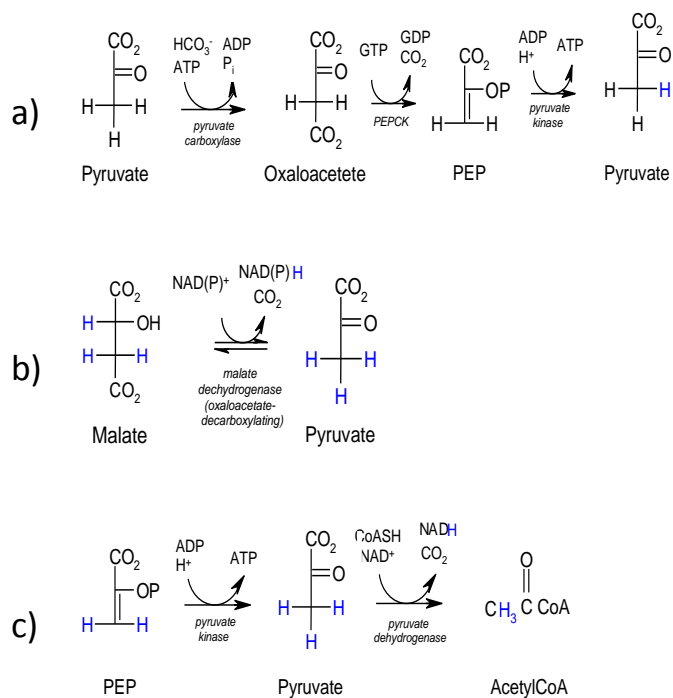 a)
CO2
O
H H
H
Pyruvate
HCO3- ADP
ATP Pi
pyruvate
carboxylase
CO2
O
H H
CO2
Oxaloacetete
GTP GDP
CO2
PEPCK
CO2
OP
H H
PEP
ADP ATP
H+
pyruvate
kinase
CO2
O
H H
H
Pyruvate
b)
CO2
H OH
H H
CO2
Malate
NAD(P)+ NAD(P)H
CO2
malate
dechydrogenase
(oxaloacetate-
decarboxylating)
CO2
O
H H
H
Pyruvate
c)
CO2
OP
H H
PEP
ADP ATP
H+
pyruvate
kinase
CO2
O
H H
H
Pyruvate
CoASH NADH
NAD+ CO2
pyruvate
dehydrogenase
O
CH3 C CoA
AcetylCoA